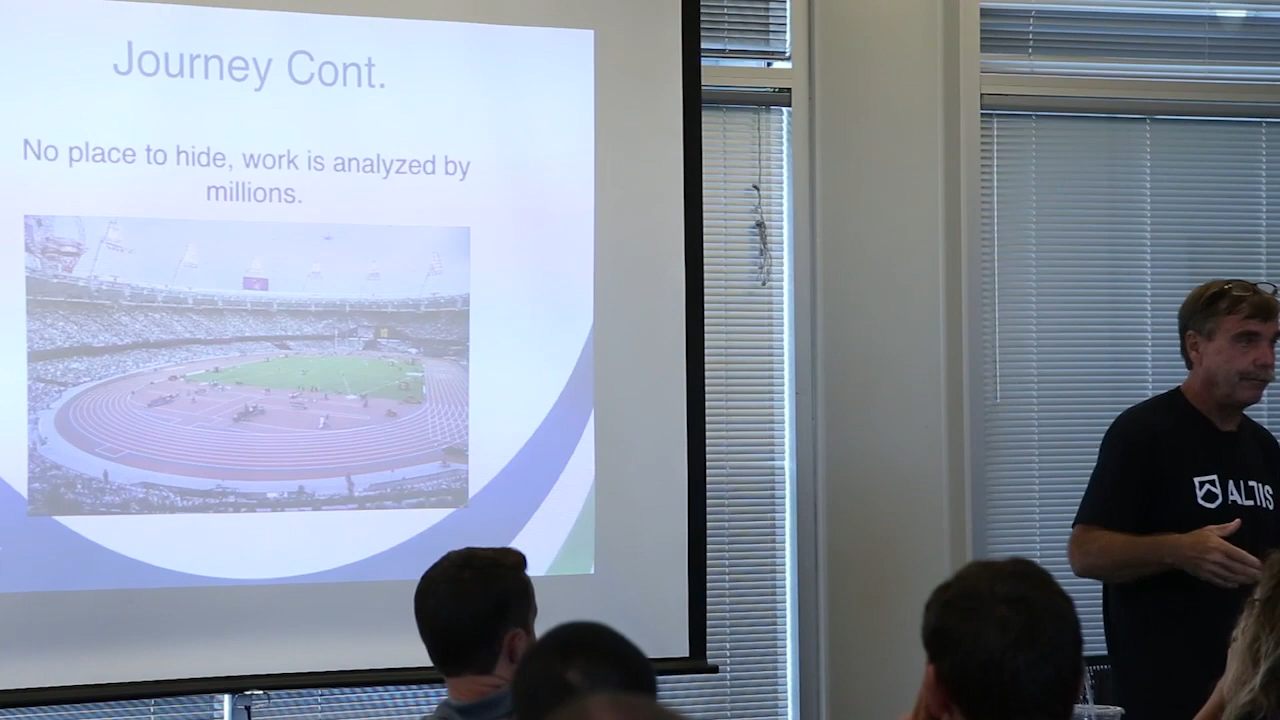 Journey Cont.
No place to hide, work is analyzed by
millions.
ALTIS